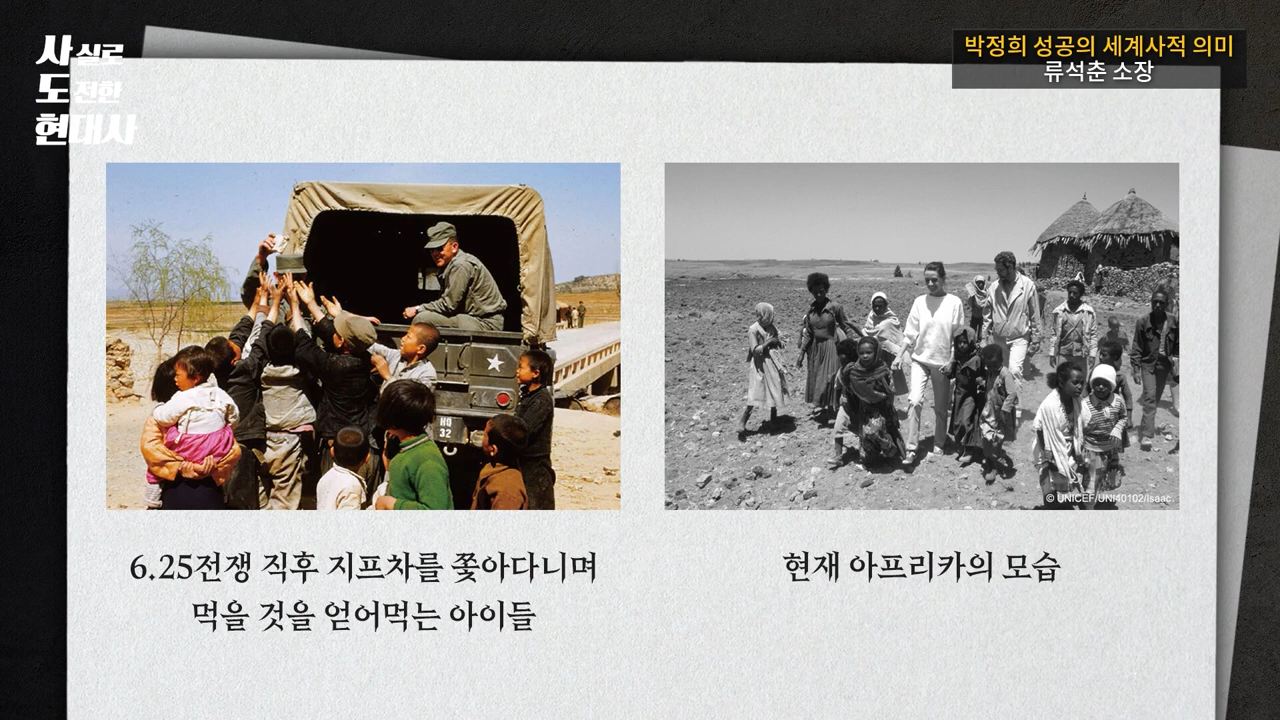 사실로
도전한
현대사
박정희 성공의 세계사적 의미
류석춘 소장
HQ
32
© UNICEF/UNI40102/Isaac
6.25전쟁 직후 지프차를 쫓아다니며
먹을 것을 얻어먹는 아이들
현재 아프리카의 모습